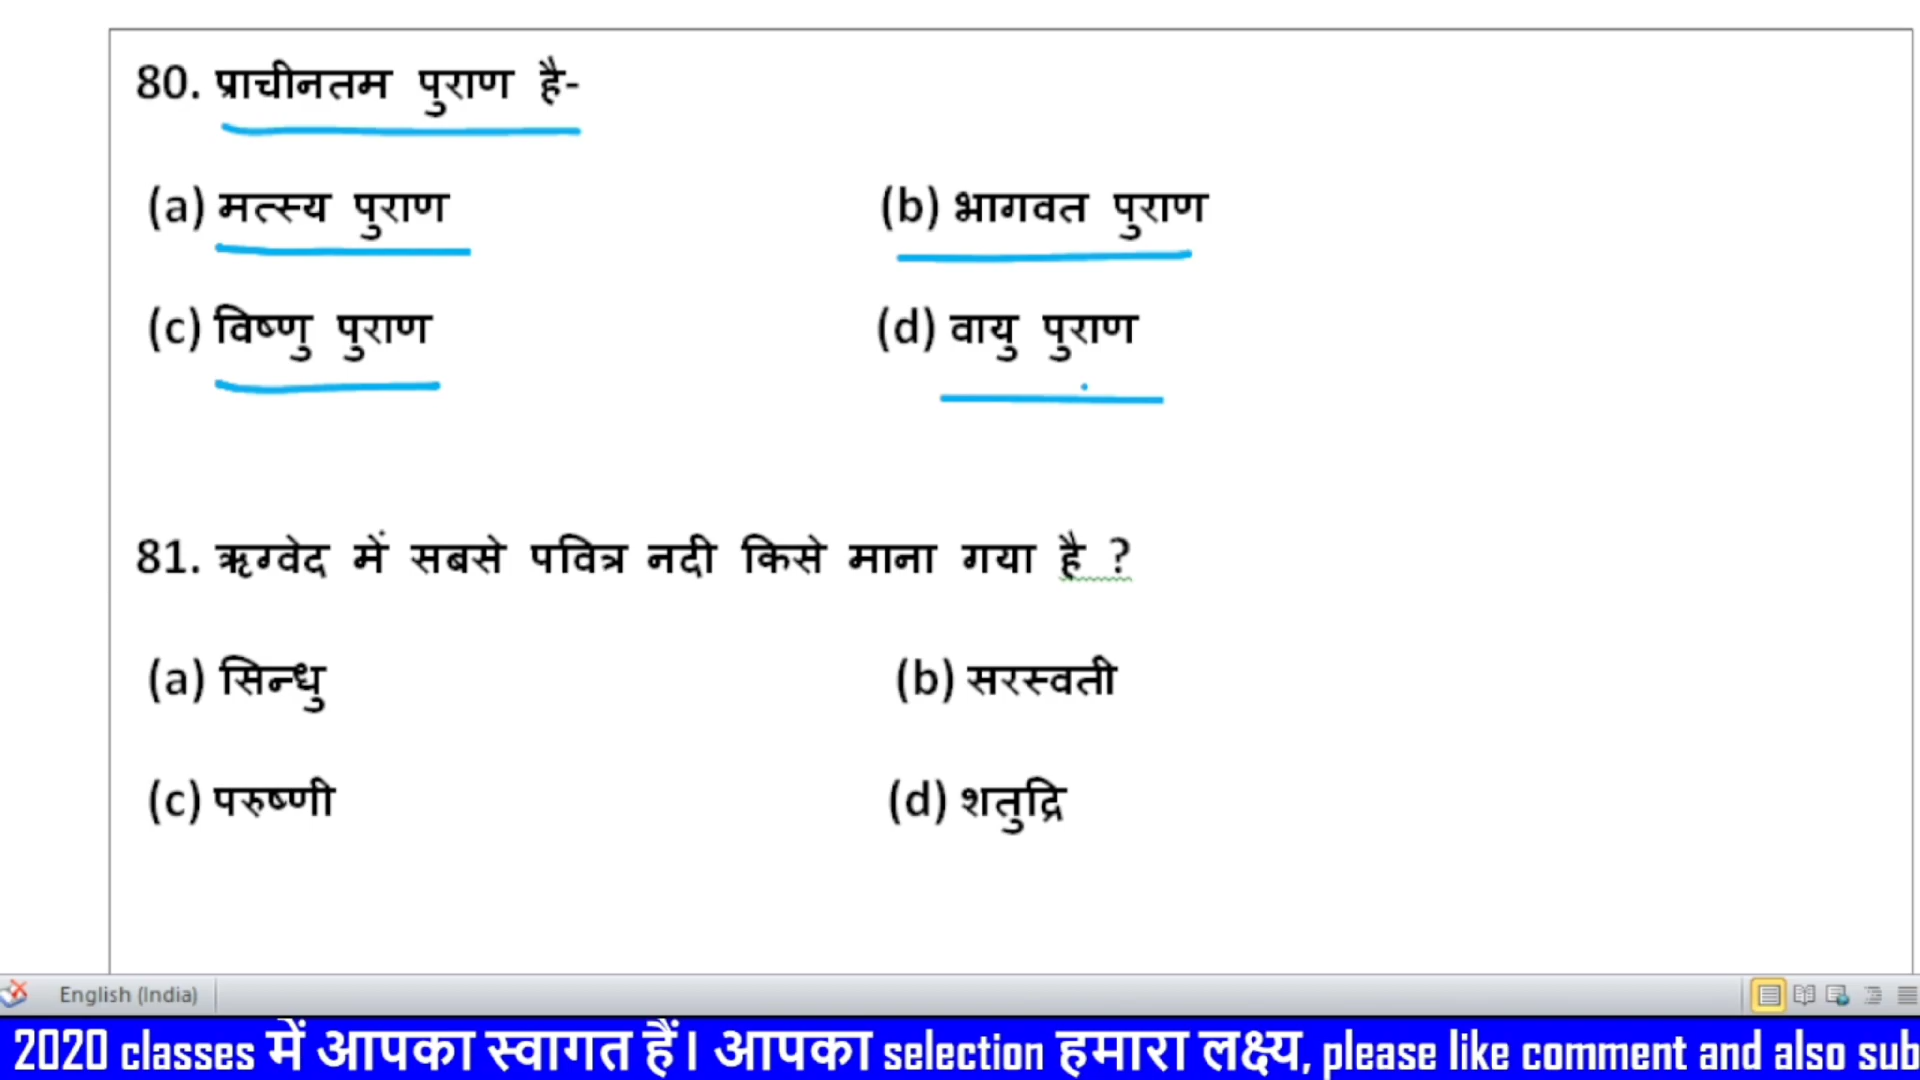 80. प्राचीनतम पुराण है-
(a) मत्स्य पुराण (b) भागवत पुराण
(c) विष्णु पुराण (d) वायु पुराण
81. ऋग्वेद में सबसे पवित्र नदी किसे माना गया है ?
(a) सिन्धु (b) सरस्वती
(c) परुष्णी (d) शतुद्रि
English (India)
2020 classes में आपका स्वागत हैं। आपका selection हमारा लक्ष्य, please like comment and also sub